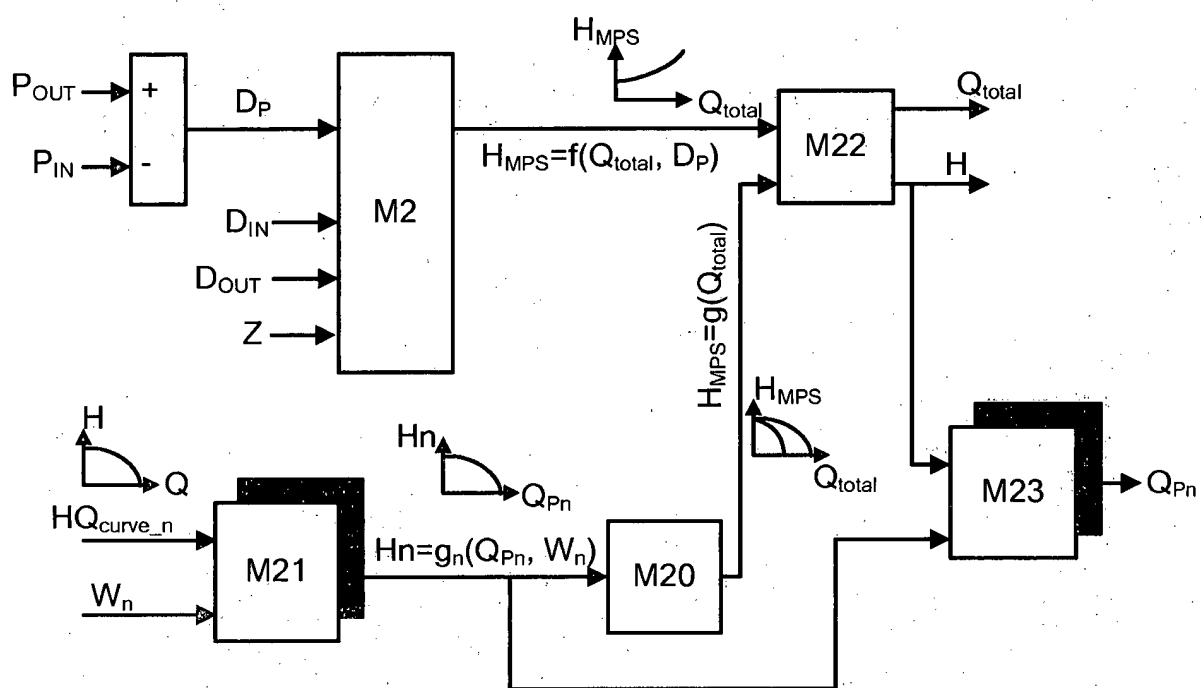 H_MPS
Q_total
P_OUT
+
D_P
P_IN
-
M2
H_MPS=f(Q_total, D_P)
M22
Q_total
H
D_IN
D_OUT
Z
H_MPS=g(Q_total)
H
Q
Hn
Q_Pn
H_MPS
Q_total
HQ_curve_n
M21
W_n
Hn=g_n(Q_Pn, W_n)
M20
M23
Q_Pn